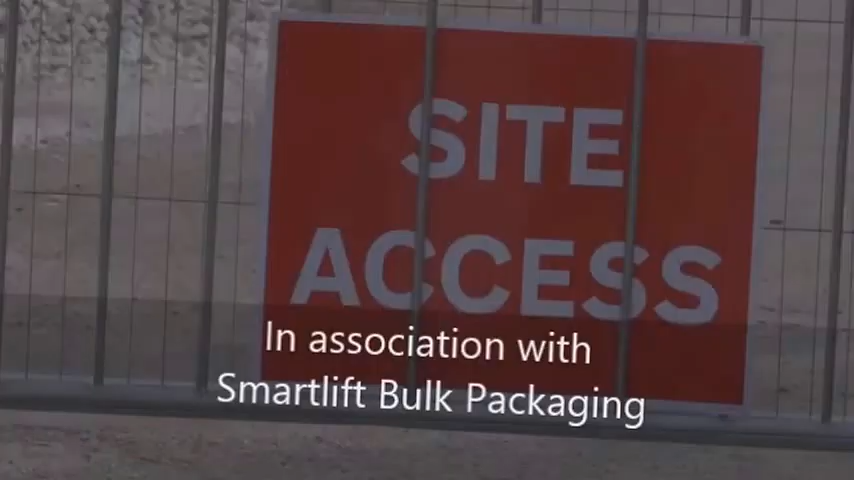 SITE
ACCESS
In association with
Smartlift Bulk Packaging